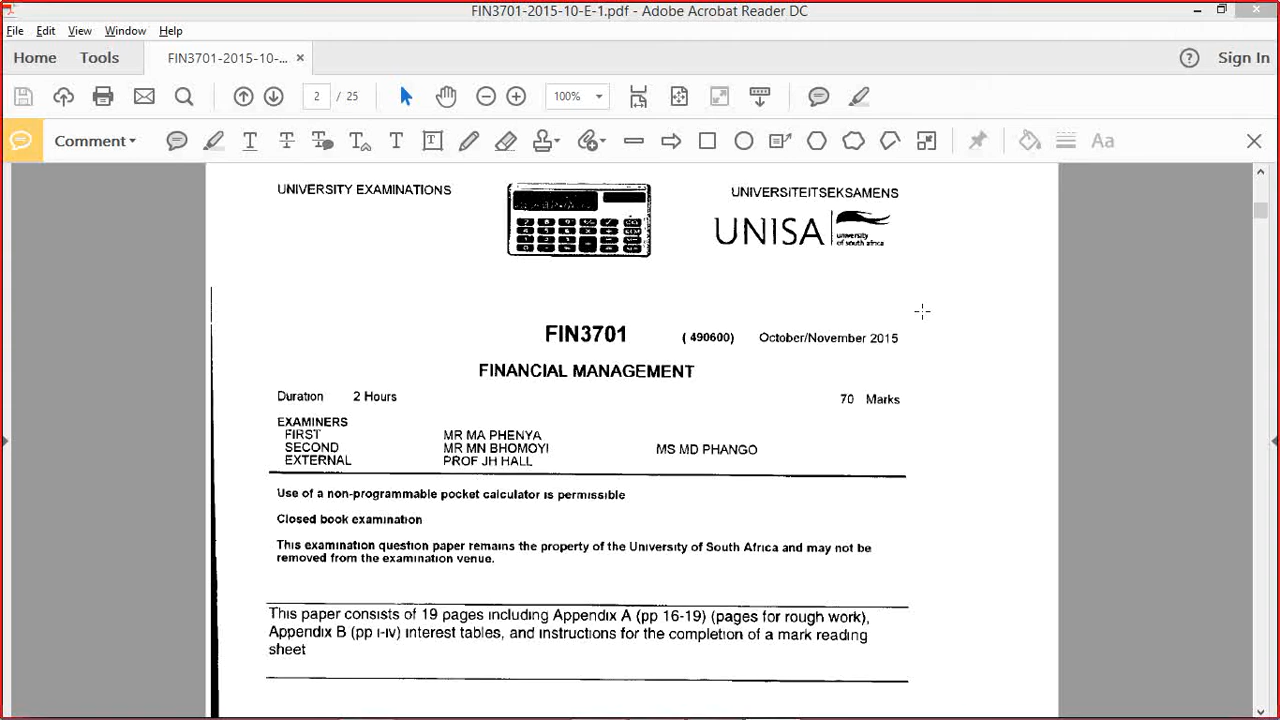 FIN3701-2015-10-E-1.pdf - Adobe Acrobat Reader DC
File Edit View Window Help
Home Tools FIN3701-2015-10-... × Sign In
2 / 25 100%
Comment Aa
UNIVERSITY EXAMINATIONS UNIVERSITEITSEKSAMENS
UNISA university of south africa
FIN3701 ( 490600) October/November 2015
FINANCIAL MANAGEMENT
Duration 2 Hours 70 Marks
EXAMINERS
FIRST MR MA PHENYA
SECOND MR MN BHOMOYI MS MD PHANGO
EXTERNAL PROF JH HALL
Use of a non-programmable pocket calculator is permissible
Closed book examination
This examination question paper remains the property of the University of South Africa and may not be
removed from the examination venue.
This paper consists of 19 pages including Appendix A (pp 16-19) (pages for rough work),
Appendix B (pp i-iv) interest tables, and instructions for the completion of a mark reading
sheet